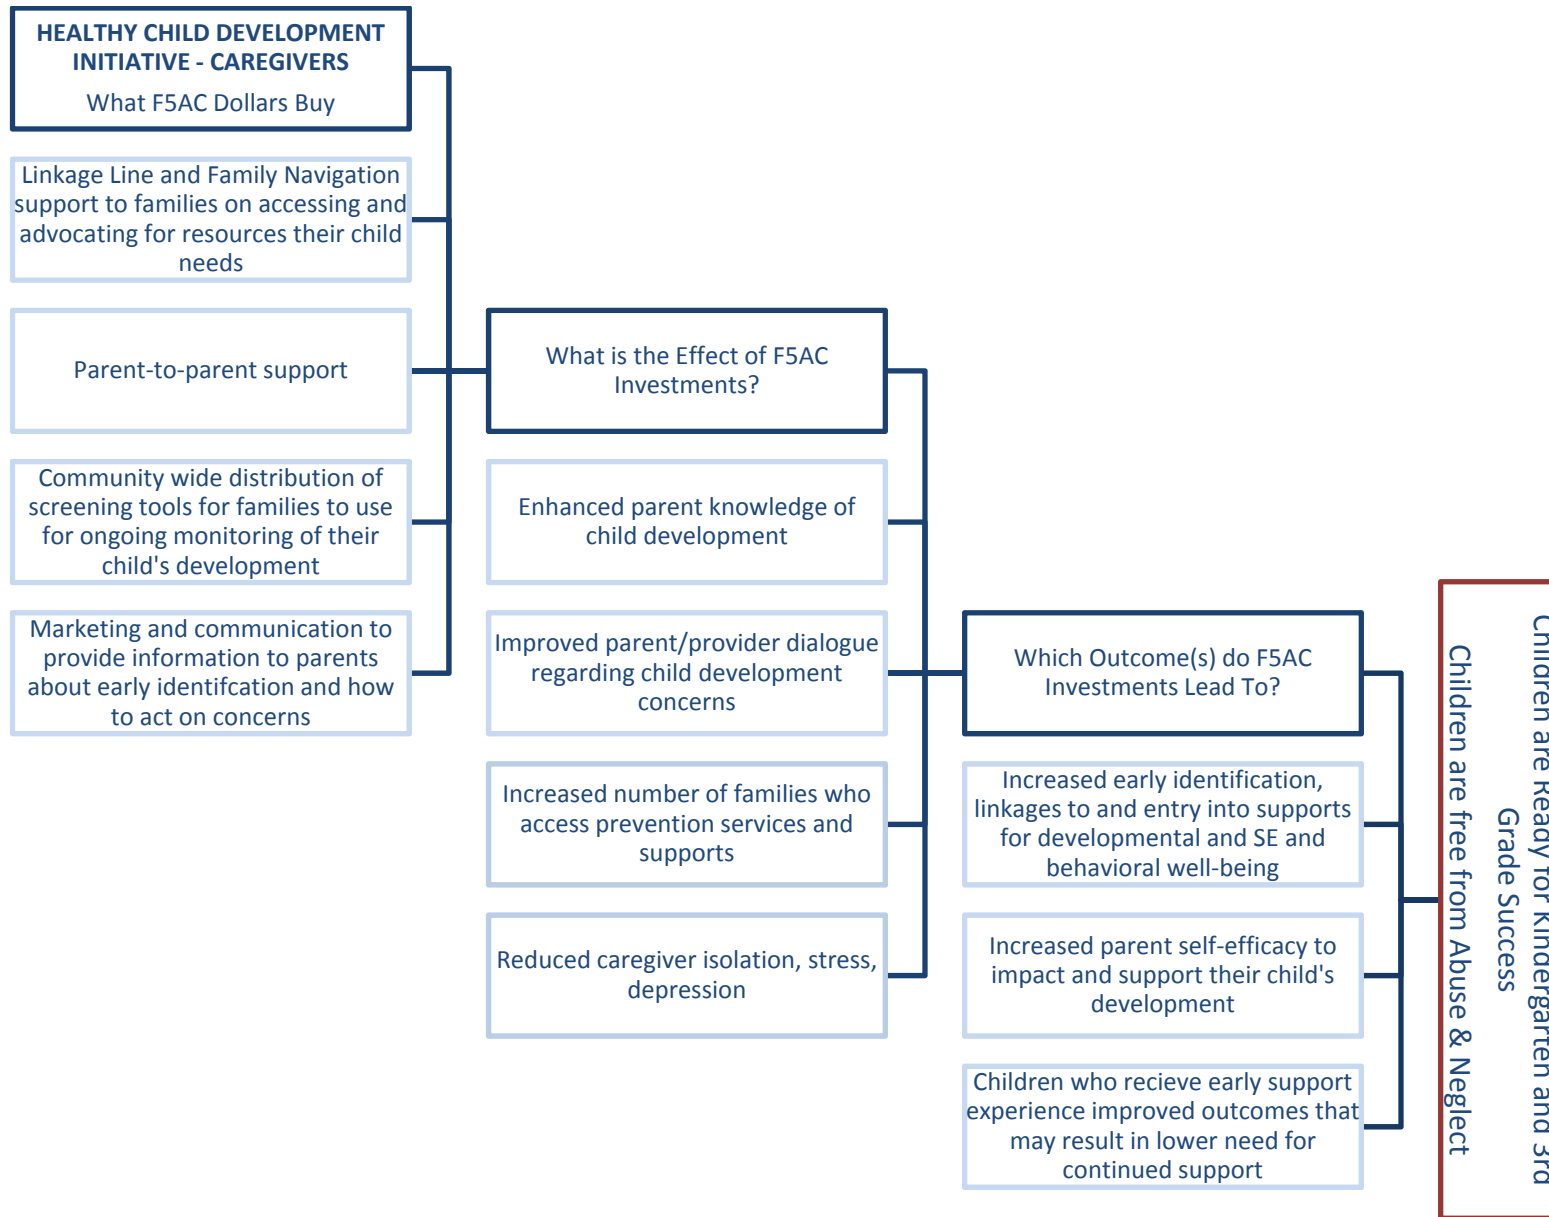 HEALTHY CHILD DEVELOPMENT
INITIATIVE - CAREGIVERS
What F5AC Dollars Buy
Linkage Line and Family Navigation
support to families on accessing and
advocating for resources their child
needs
Parent-to-parent support
Community wide distribution of
screening tools for families to use
for ongoing monitoring of their
child's development
Marketing and communication to
provide information to parents
about early identifcation and how
to act on concerns
What is the Effect of F5AC
Investments?
Enhanced parent knowledge of
child development
Improved parent/provider dialogue
regarding child development
concerns
Increased number of families who
access prevention services and
supports
Reduced caregiver isolation, stress,
depression
Which Outcome(s) do F5AC
Investments Lead To?
Increased early identification,
linkages to and entry into supports
for developmental and SE and
behavioral well-being
Increased parent self-efficacy to
impact and support their child's
development
Children who recieve early support
experience improved outcomes that
may result in lower need for
continued support
Children are Ready for Kindergarten and 3rd
Grade Success
Children are free from Abuse & Neglect